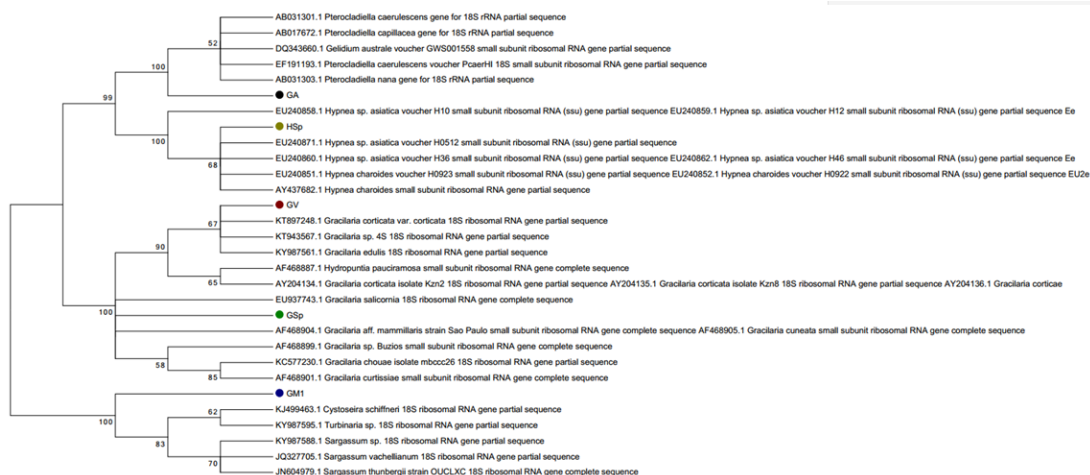 AB031301.1 Pterocladiella caerulescens gene for 18S rRNA partial sequence
AB017672.1 Pterocladiella capillacea gene for 18S rRNA partial sequence
52
DQ343660.1 Gelidium australe voucher GWS001558 small subunit ribosomal RNA gene partial sequence
EF191193.1 Pterocladiella caerulescens voucher PcaerHI 18S small subunit ribosomal RNA gene partial sequence
100
AB031303.1 Pterocladiella nana gene for 18S rRNA partial sequence
GA
99
EU240858.1 Hypnea sp. asiatica voucher H10 small subunit ribosomal RNA (ssu) gene partial sequence EU240859.1 Hypnea sp. asiatica voucher H12 small subunit ribosomal RNA (ssu) gene partial sequence Ee
HSp
100
EU240871.1 Hypnea sp. asiatica voucher H0512 small subunit ribosomal RNA (ssu) gene partial sequence
EU240860.1 Hypnea sp. asiatica voucher H36 small subunit ribosomal RNA (ssu) gene partial sequence EU240862.1 Hypnea sp. asiatica voucher H46 small subunit ribosomal RNA (ssu) gene partial sequence Ee
68
EU240851.1 Hypnea charoides voucher H0923 small subunit ribosomal RNA (ssu) gene partial sequence EU240852.1 Hypnea charoides voucher H0922 small subunit ribosomal RNA (ssu) gene partial sequence EU2e
AY437682.1 Hypnea charoides small subunit ribosomal RNA gene partial sequence
GV
67
KT897248.1 Gracilaria corticata var. corticata 18S ribosomal RNA gene partial sequence
KT943567.1 Gracilaria sp. 4S 18S ribosomal RNA gene partial sequence
90
KY987561.1 Gracilaria edulis 18S ribosomal RNA gene partial sequence
AF468887.1 Hydropuntia pauciramosa small subunit ribosomal RNA gene complete sequence
65
AY204134.1 Gracilaria corticata isolate Kzn2 18S ribosomal RNA gene partial sequence AY204135.1 Gracilaria corticata isolate Kzn8 18S ribosomal RNA gene partial sequence AY204136.1 Gracilaria corticae
EU937743.1 Gracilaria salicornia 18S ribosomal RNA gene complete sequence
100
GSp
AF468904.1 Gracilaria aff. mammillaris strain Sao Paulo small subunit ribosomal RNA gene complete sequence AF468905.1 Gracilaria cuneata small subunit ribosomal RNA gene complete sequence
AF468899.1 Gracilaria sp. Buzios small subunit ribosomal RNA gene complete sequence
58
KC577230.1 Gracilaria chouae isolate mbccc26 18S ribosomal RNA gene partial sequence
85
AF468901.1 Gracilaria curtissiae small subunit ribosomal RNA gene complete sequence
GM1
KJ499463.1 Cystoseira schiffneri 18S ribosomal RNA gene partial sequence
62
100
KY987595.1 Turbinaria sp. 18S ribosomal RNA gene partial sequence
KY987588.1 Sargassum sp. 18S ribosomal RNA gene partial sequence
83
JQ327705.1 Sargassum vachellianum 18S ribosomal RNA gene partial sequence
70
JN604979.1 Sargassum thunbergii strain OUCLXC 18S ribosomal RNA gene complete sequence